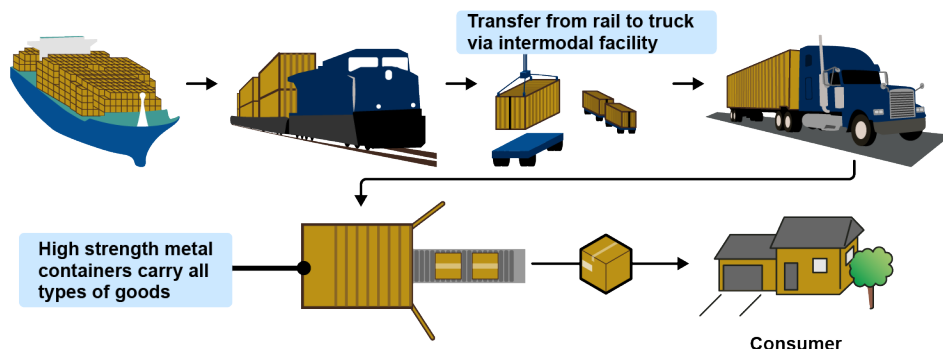 Transfer from rail to truck
via intermodal facility
High strength metal
containers carry all
types of goods
Consumer